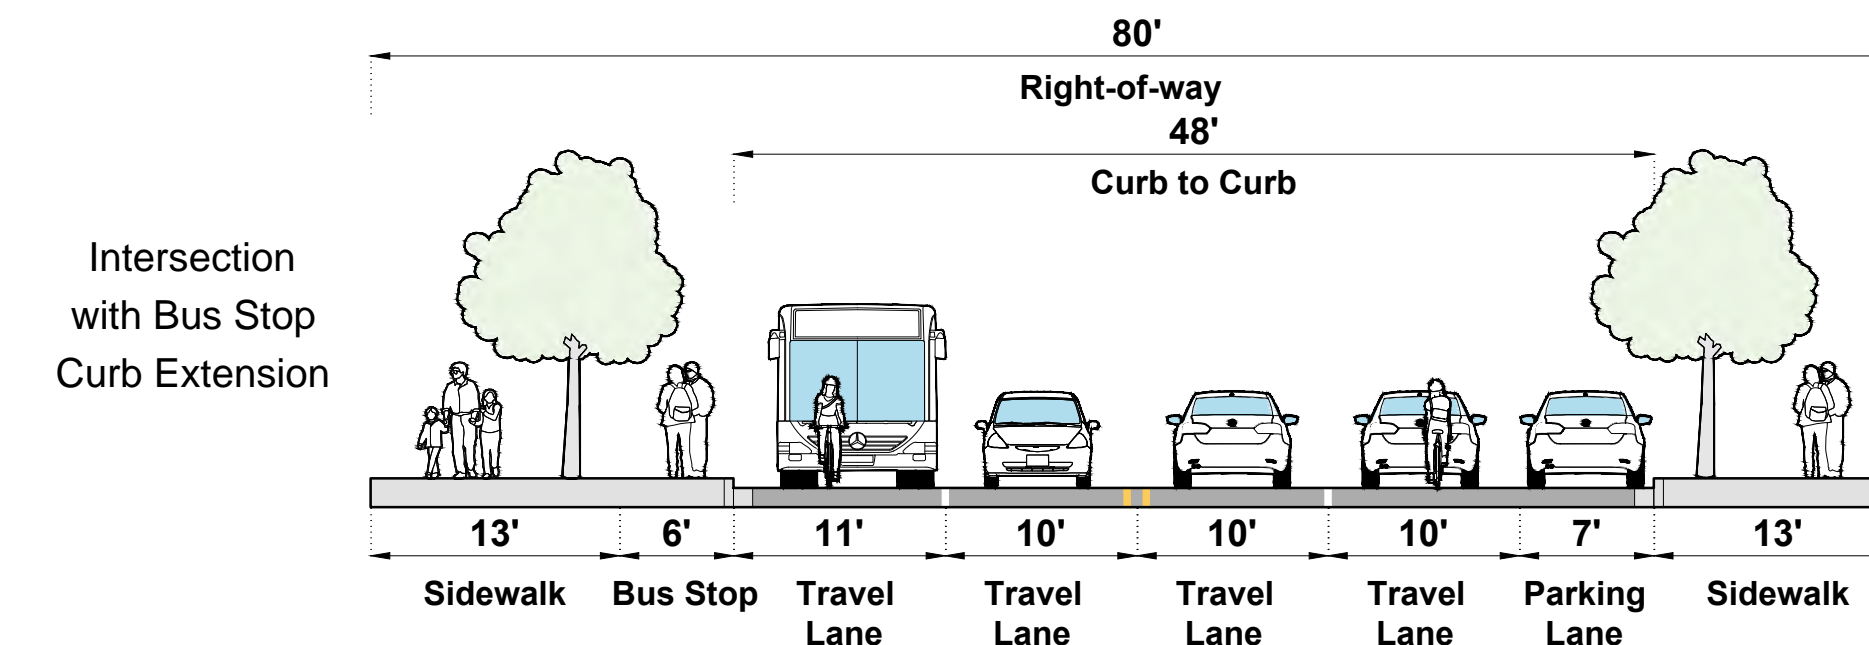 80'
Right-of-way
48'
Curb to Curb
Intersection
with Bus Stop
Curb Extension
13' 6' 11' 10' 10' 10' 7' 13'
Sidewalk Bus Stop Travel Travel Travel Travel Parking Sidewalk
Lane Lane Lane Lane Lane